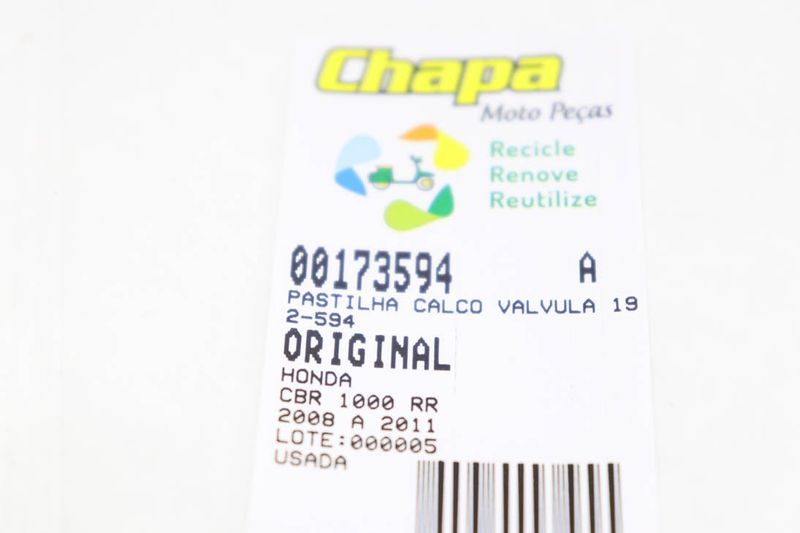 Chapa
Moto Peças
Recicle
Renove
Reutilize
00173594 A
PASTILHA CALCO VALVULA 19
2-594
ORIGINAL
HONDA
CBR 1000 RR
2008 A 2011
LOTE:000005
USADA